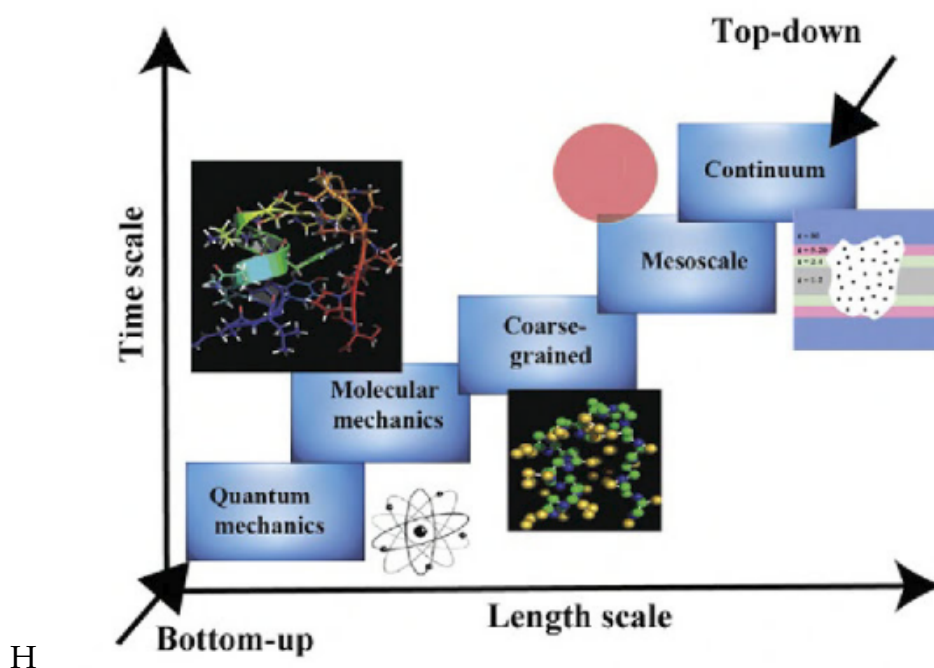 Top-down
Time scale
Continuum
Mesoscale
Coarse-
grained
Molecular
mechanics
Quantum
mechanics
Length scale
Bottom-up
H